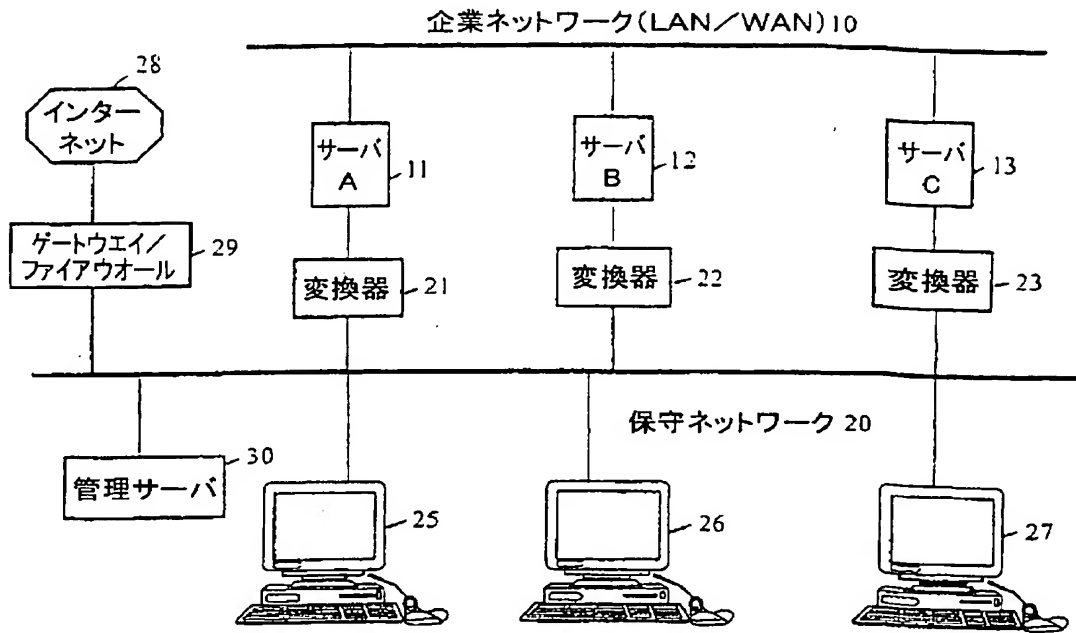 企業ネットワーク(LAN／WAN)10
28
インター
ネット
サーバ
A
11
サーバ
B
12
サーバ
C
13
ゲートウエイ／
ファイアウオール
29
変換器
21
変換器
22
変換器
23
保守ネットワーク 20
管理サーバ
30
25
26
27